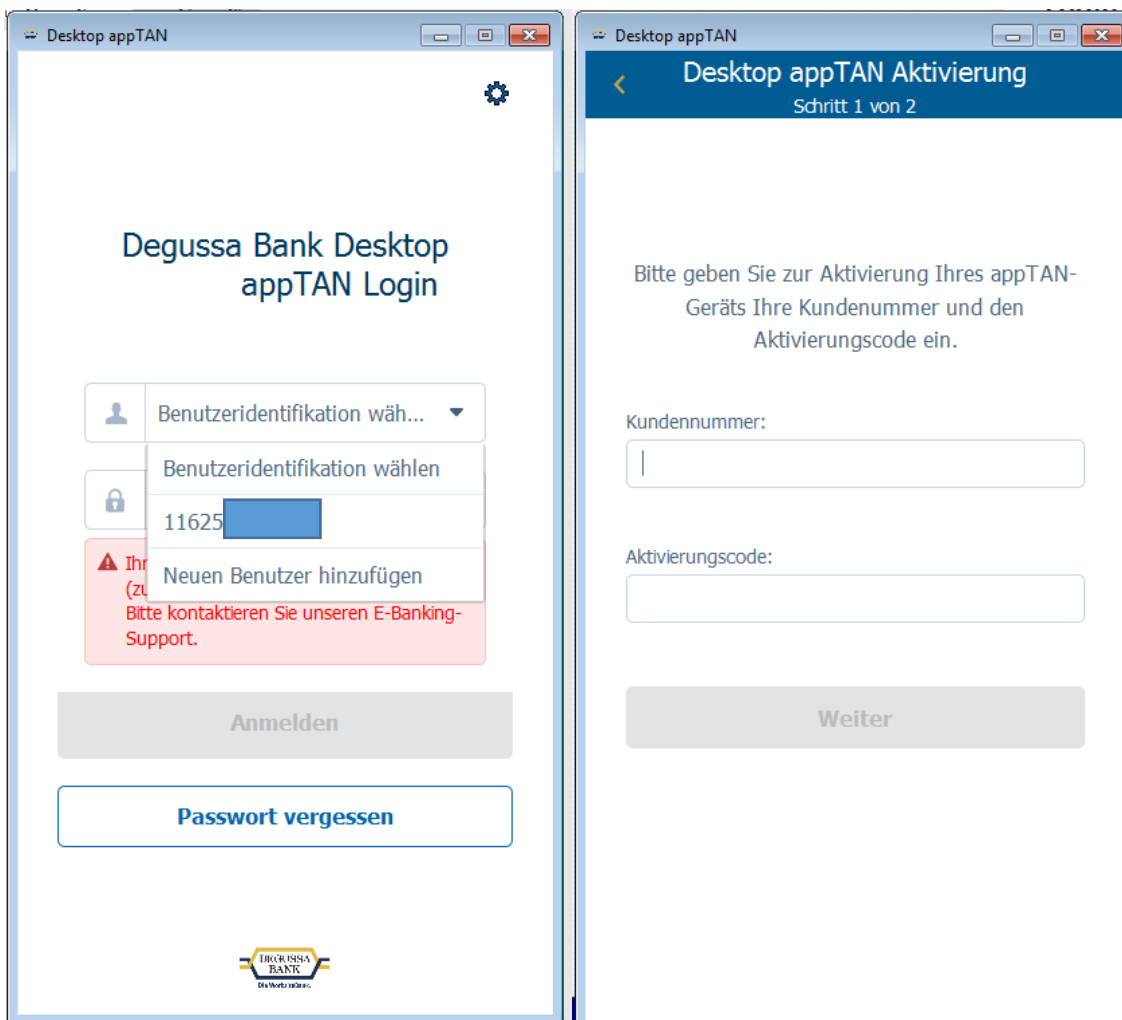 Desktop appTAN
Degussa Bank Desktop
appTAN Login
Benutzeridentifikation wäh...
Benutzeridentifikation wählen
11625
Neuen Benutzer hinzufügen
Ihr
(zu
Bitte kontaktieren Sie unseren E-Banking-
Support.
Anmelden
Passwort vergessen
DEGUSSA
BANK
Desktop appTAN
Desktop appTAN Aktivierung
Schritt 1 von 2
Bitte geben Sie zur Aktivierung Ihres appTAN-
Geräts Ihre Kundenummer und den
Aktivierungscode ein.
Kundennummer:
Aktivierungscode:
Weiter